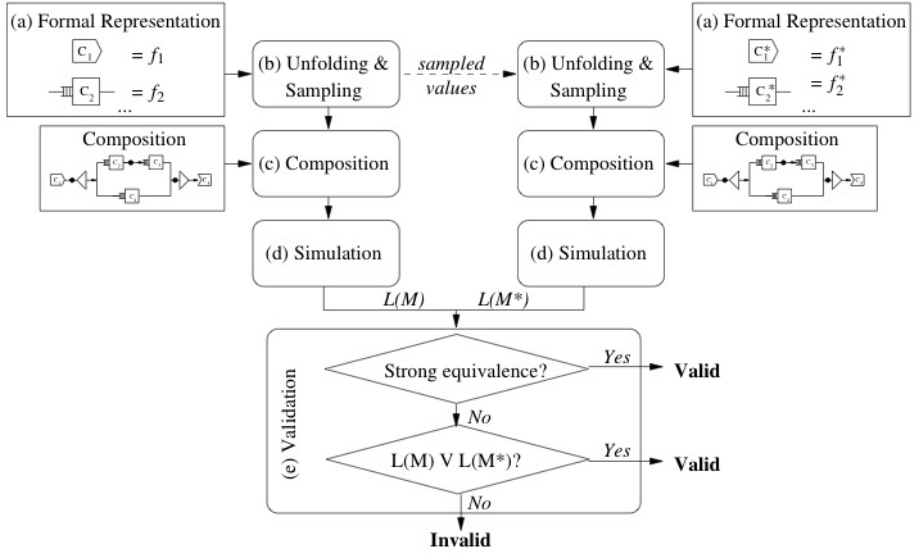 (a) Formal Representation
C₁ = f₁
C₂ = f₂
...
(b) Unfolding &
Sampling
sampled
values
(b) Unfolding &
Sampling
(a) Formal Representation
C₁* = f₁*
C₂* = f₂*
...
Composition
(c) Composition
(c) Composition
Composition
(d) Simulation
(d) Simulation
L(M)
L(M*)
(e) Validation
Strong equivalence?
Yes
Valid
No
L(M) V L(M*)?
Yes
Valid
No
Invalid